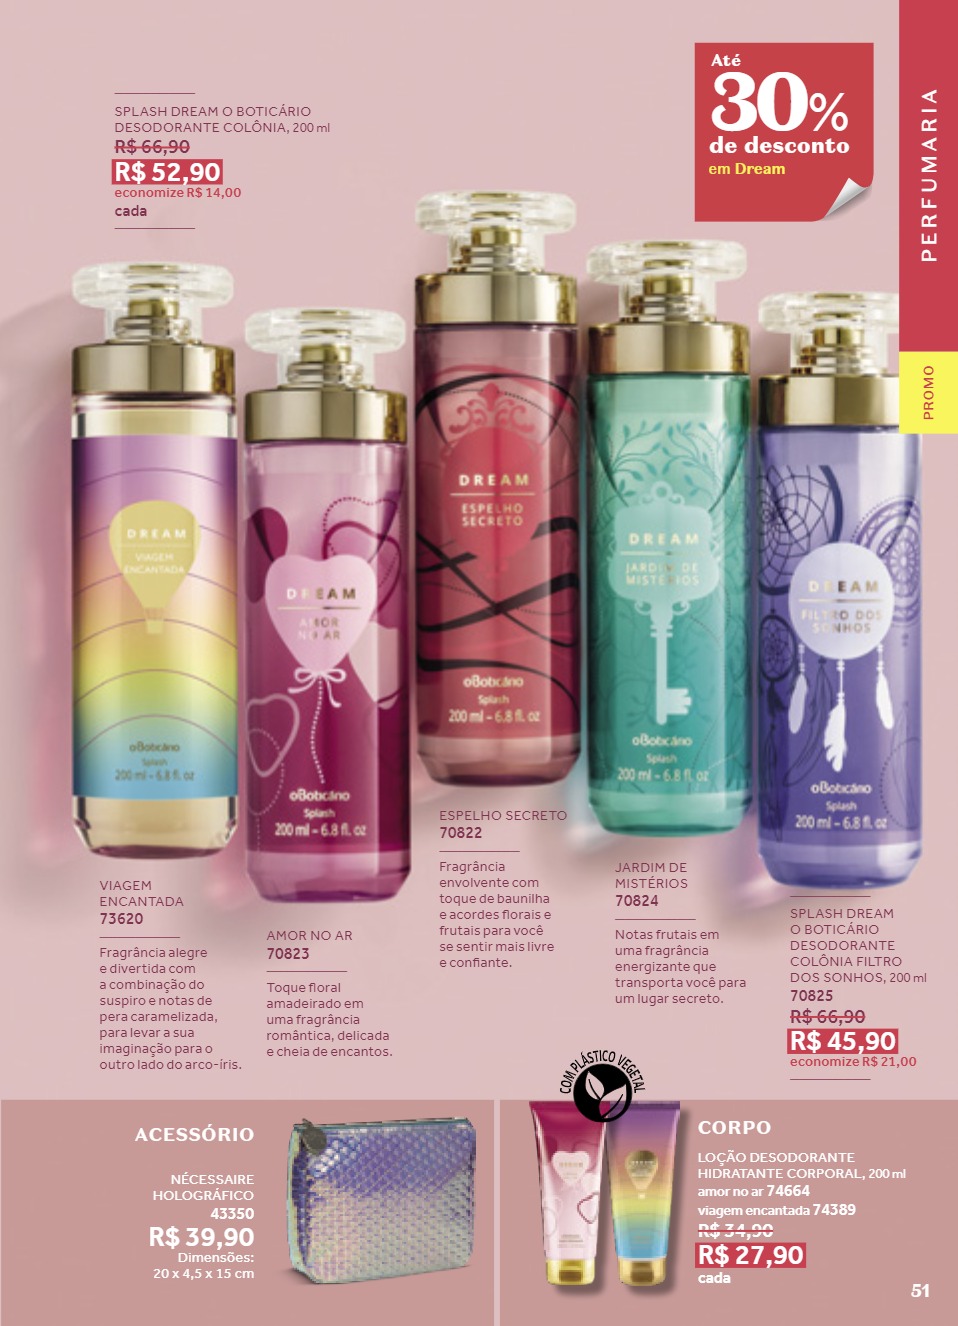 SPLASH DREAM O BOTICÁRIO
DESODORANTE COLÔNIA, 200 ml
R$ 66,90
R$ 52,90
economize R$ 14,00
cada
Até
30%
de desconto
em Dream
PERFUMARIA
PROMO
DREAM
VIAGEM
ENCANTADA
oBoticário
Splash
200 ml – 6.8 fl. oz
DREAM
AMOR
NO AR
oBoticário
Splash
200 ml – 6.8 fl. oz
DREAM
ESPELHO
SECRETO
oBoticário
Splash
200 ml – 6.8 fl. oz
DREAM
JARDIM DE
MISTÉRIOS
oBoticário
Splash
200 ml – 6.8 fl. oz
DREAM
FILTRO DOS
SONHOS
oBoticário
Splash
200 ml – 6.8 fl. oz
VIAGEM
ENCANTADA
73620
Fragrância alegre
e divertida com
a combinação do
suspiro e notas de
pera caramelizada,
para levar a sua
imaginação para o
outro lado do arco-íris.
AMOR NO AR
70823
Toque floral
amadeirado em
uma fragrância
romântica, delicada
e cheia de encantos.
ESPELHO SECRETO
70822
Fragrância
envolvente com
toque de baunilha
e acordes florais e
frutais para você
se sentir mais livre
e confiante.
JARDIM DE
MISTÉRIOS
70824
Notas frutais em
uma fragrância
energizante que
transporta você para
um lugar secreto.
SPLASH DREAM
O BOTICÁRIO
DESODORANTE
COLÔNIA FILTRO
DOS SONHOS, 200 ml
70825
R$ 66,90
R$ 45,90
economize R$ 21,00
ACESSÓRIO
NÉCESSAIRE
HOLOGRÁFICO
43350
R$ 39,90
Dimensões:
20 x 4,5 x 15 cm
COM PLÁSTICO VEGETAL
DREAM
DREAM
CORPO
LOÇÃO DESODORANTE
HIDRATANTE CORPORAL, 200 ml
amor no ar 74664
viagem encantada 74389
R$ 34,90
R$ 27,90
cada
51